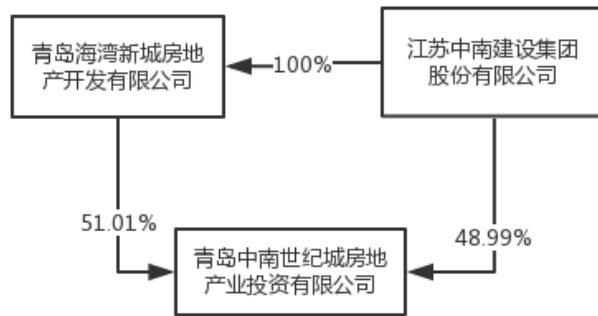 青岛海湾新城房地
产开发有限公司
100%
江苏中南建设集团
股份有限公司
51.01%
48.99%
青岛中南世纪城房地
产业投资有限公司